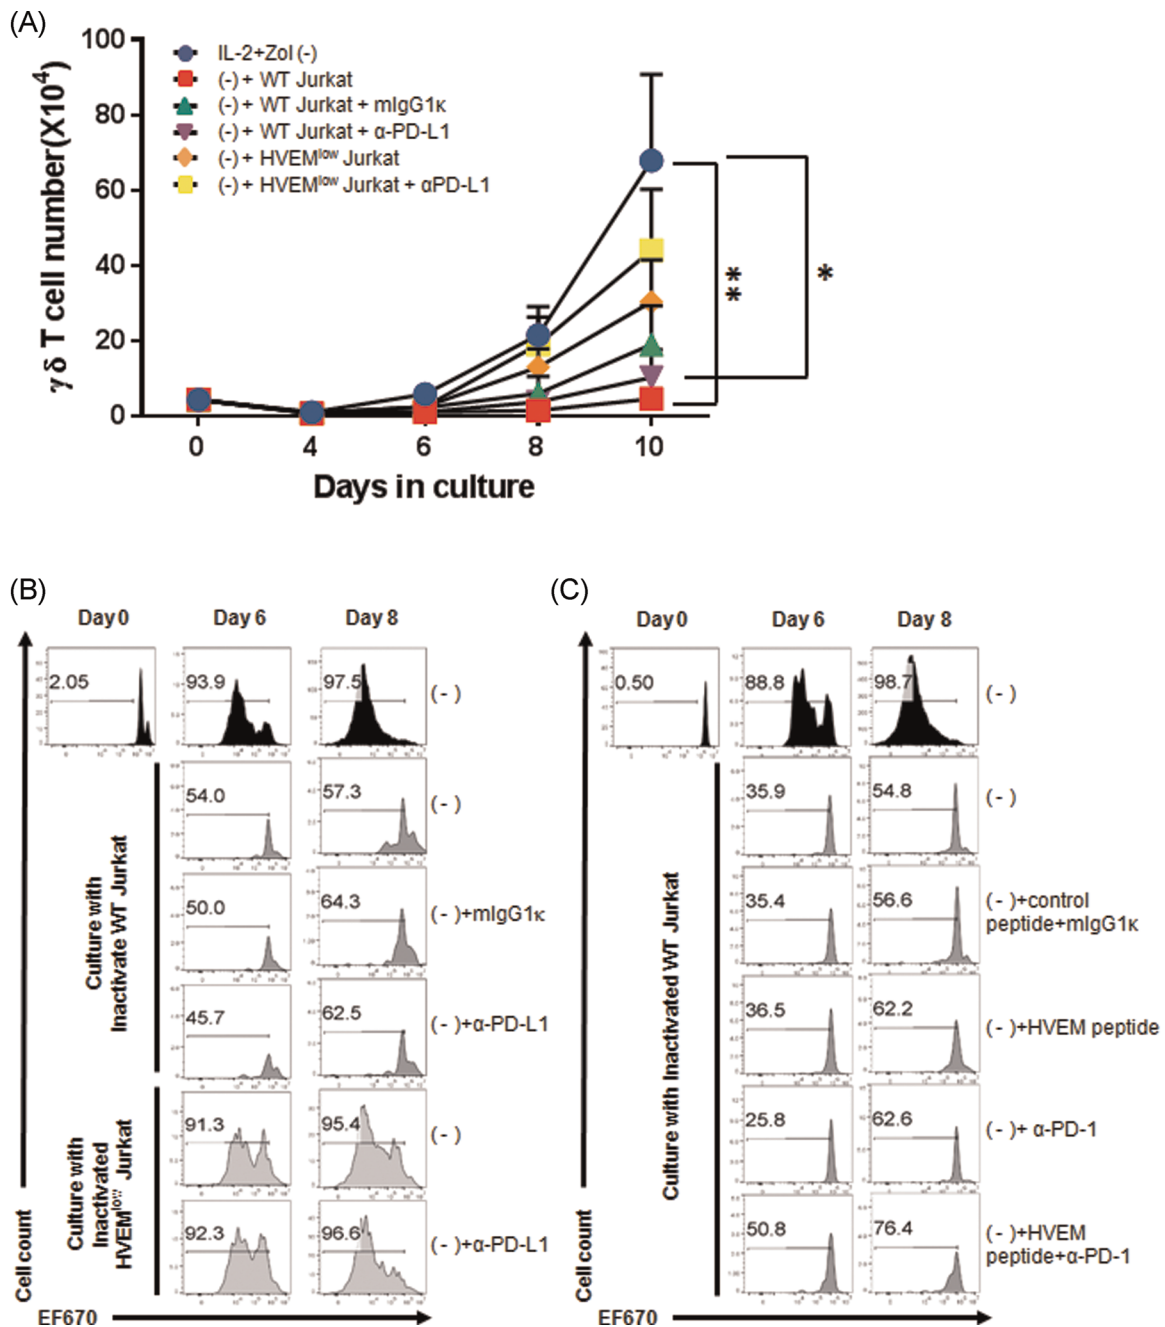 (A)
γδ T cell number(X10⁴)
100
80
60
40
20
0
IL-2+Zol (-)
(-) + WT Jurkat
(-) + WT Jurkat + mIgG1κ
(-) + WT Jurkat + α-PD-L1
(-) + HVEMlow Jurkat
(-) + HVEMlow Jurkat + αPD-L1
**
*
0 4 6 8 10
Days in culture
(B)
Day 0 Day 6 Day 8
2.05 93.9 97.5 (-)
Culture with
Inactivate WT Jurkat
54.0 57.3 (-)
50.0 64.3 (-)+mIgG1κ
45.7 62.5 (-)+α-PD-L1
Culture with
Inactivated
HVEMlow Jurkat
91.3 95.4 (-)
92.3 96.6 (-)+α-PD-L1
Cell count
EF670
(C)
Day 0 Day 6 Day 8
0.50 88.8 98.7 (-)
Culture with Inactivated WT Jurkat
35.9 54.8 (-)
35.4 56.6 (-)+control
peptide+mIgG1κ
36.5 62.2 (-)+HVEM peptide
25.8 62.6 (-)+ α-PD-1
50.8 76.4 (-)+HVEM
peptide+α-PD-1
Cell count
EF670